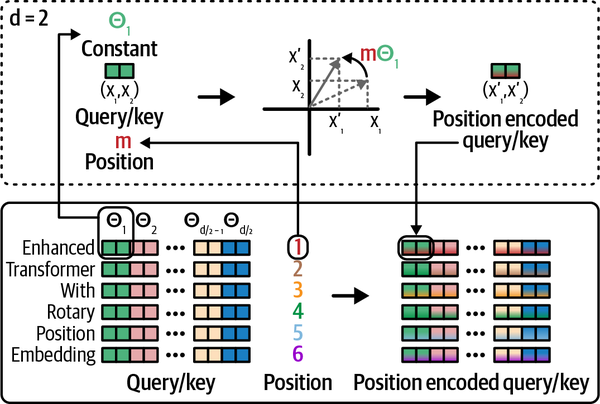 d = 2
Θ1
Constant
(x1,x2)
Query/key
m
Position
x'2
x2
mΘ1
x'1
x1
(x'1,x'2)
Position encoded
query/key
Θ1 Θ2 Θd/2 − 1 Θd/2
Enhanced 1
Transformer 2
With 3
Rotary 4
Position 5
Embedding 6
Query/key Position Position encoded query/key